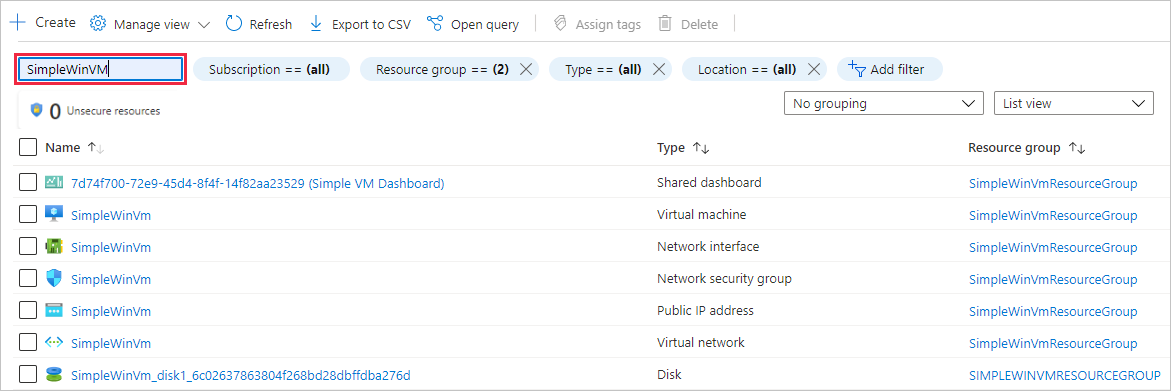 Create Manage view Refresh Export to CSV Open query Assign tags Delete
SimpleWinVM Subscription == (all) Resource group == (2) Type == (all) Location == (all) Add filter
0 Unsecure resources No grouping List view
Name Type Resource group
7d74f700-72e9-45d4-8f4f-14f82aa23529 (Simple VM Dashboard) Shared dashboard SimpleWinVmResourceGroup
SimpleWinVm Virtual machine SimpleWinVmResourceGroup
SimpleWinVm Network interface SimpleWinVmResourceGroup
SimpleWinVm Network security group SimpleWinVmResourceGroup
SimpleWinVm Public IP address SimpleWinVmResourceGroup
SimpleWinVm Virtual network SimpleWinVmResourceGroup
SimpleWinVm_disk1_6c02637863804f268bd28dbffdba276d Disk SIMPLEWINVMRESOURCEGROUP